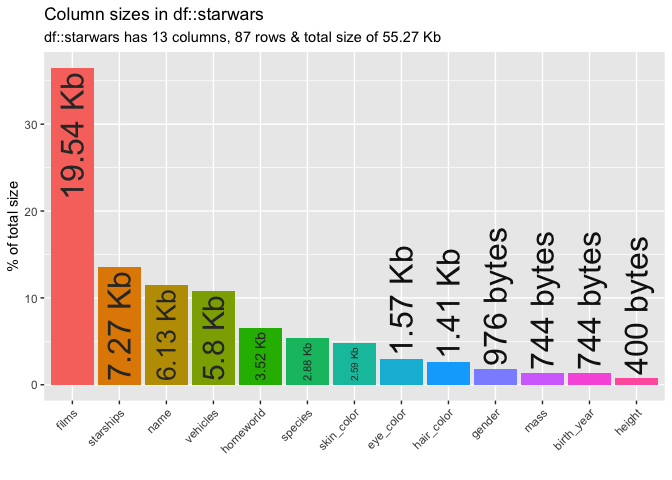 Column sizes in df::starwars
df::starwars has 13 columns, 87 rows & total size of 55.27 Kb
% of total size
30
20
10
0
19.54 Kb
7.27 Kb
6.13 Kb
5.8 Kb
3.52 Kb
2.88 Kb
2.59 Kb
1.57 Kb
1.41 Kb
976 bytes
744 bytes
744 bytes
400 bytes
films
starships
name
vehicles
homeworld
species
skin_color
eye_color
hair_color
gender
mass
birth_year
height